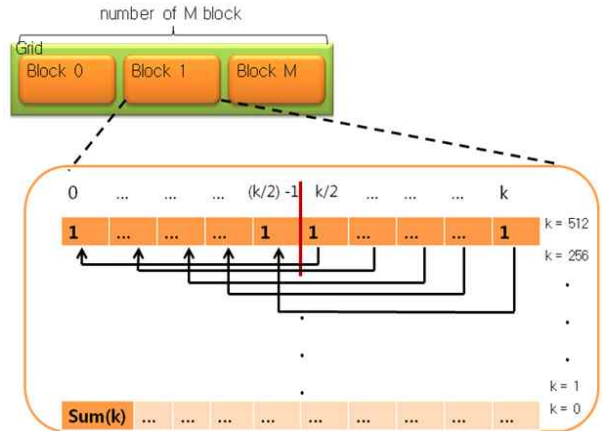 number of M block
Grid
Block 0 Block 1 Block M
0 ... ... ... (k/2) -1 k/2 ... ... ... k
1 ... ... ... 1 1 ... ... ... 1 k = 512
k = 256
.
.
.
.
.
k = 1
Sum(k) ... ... ... ... ... ... ... ... ... k = 0